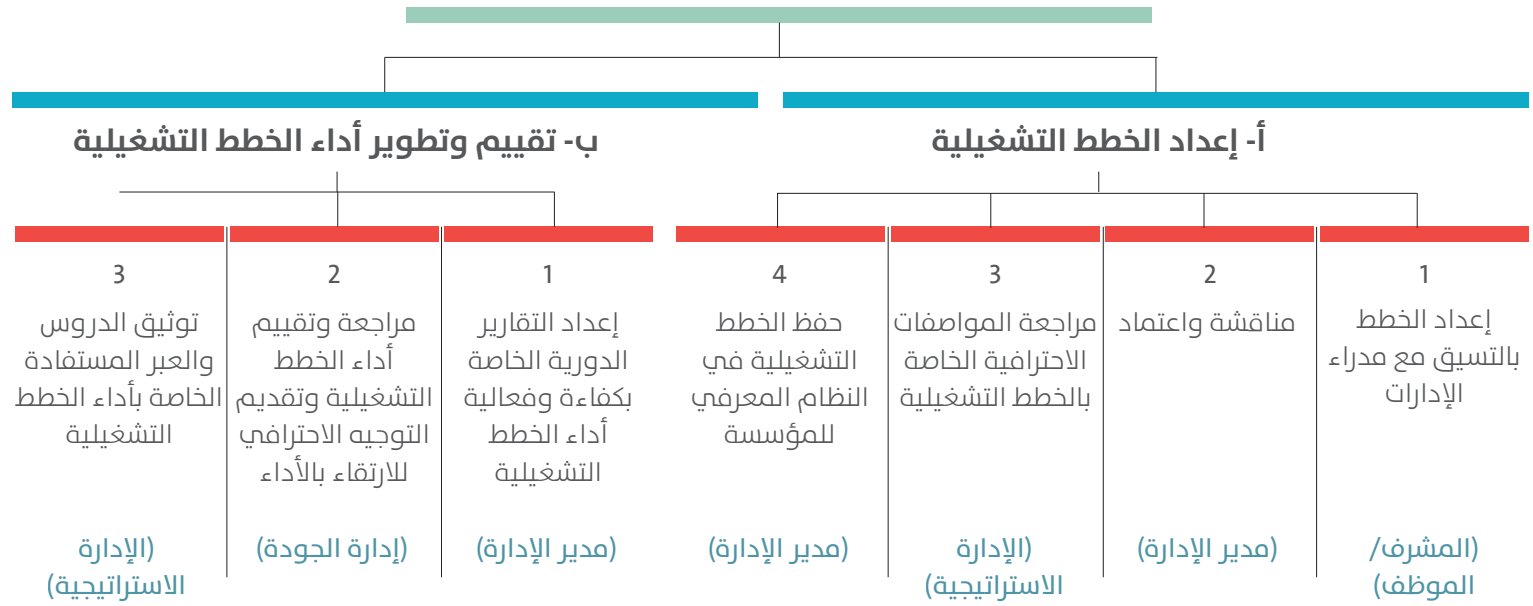 أ- إعداد الخطط التشغيلية
1
إعداد الخطط
بالتسيق مع مدراء
الإدارات
(المشرف/
الموظف)
2
مناقشة واعتماد
(مدير الإدارة)
3
مراجعة المواصفات
الاحترافية الخاصة
بالخطط التشغيلية
(الإدارة
الاستراتيجية)
4
حفظ الخطط
التشغيلية في
النظام المعرفي
للمؤسسة
(مدير الإدارة)
ب- تقييم وتطوير أداء الخطط التشغيلية
1
إعداد التقارير
الدورية الخاصة
بكفاءة وفعالية
أداء الخطط
التشغيلية
(مدير الإدارة)
2
مراجعة وتقييم
أداء الخطط
التشغيلية وتقديم
التوجيه الاحترافي
للارتقاء بالأداء
(إدارة الجودة)
3
توثيق الدروس
والعبر المستفادة
الخاصة بأداء الخطط
التشغيلية
(الإدارة
الاستراتيجية)